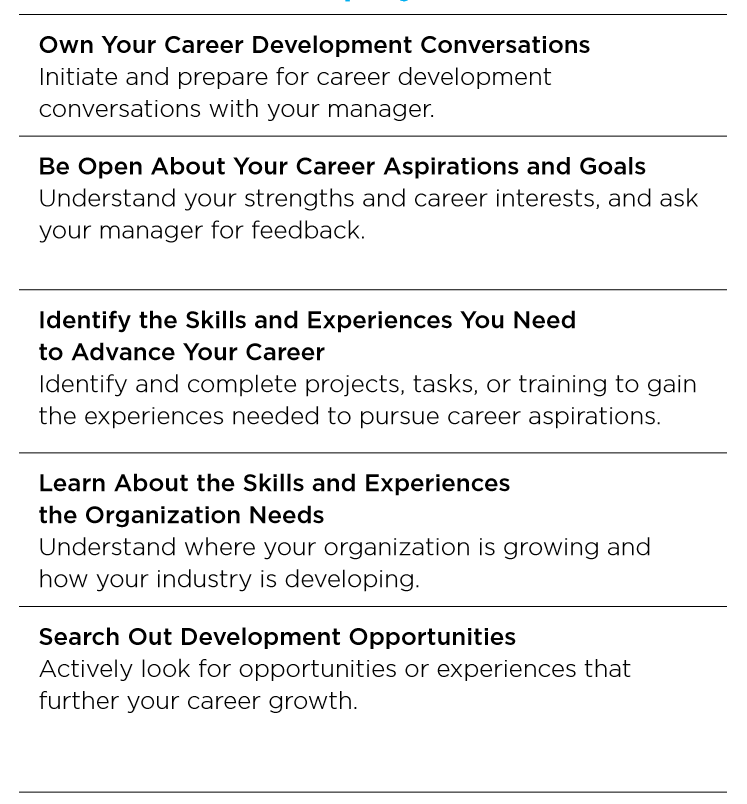 Own Your Career Development Conversations
Initiate and prepare for career development
conversations with your manager.
Be Open About Your Career Aspirations and Goals
Understand your strengths and career interests, and ask
your manager for feedback.
Identify the Skills and Experiences You Need
to Advance Your Career
Identify and complete projects, tasks, or training to gain
the experiences needed to pursue career aspirations.
Learn About the Skills and Experiences
the Organization Needs
Understand where your organization is growing and
how your industry is developing.
Search Out Development Opportunities
Actively look for opportunities or experiences that
further your career growth.